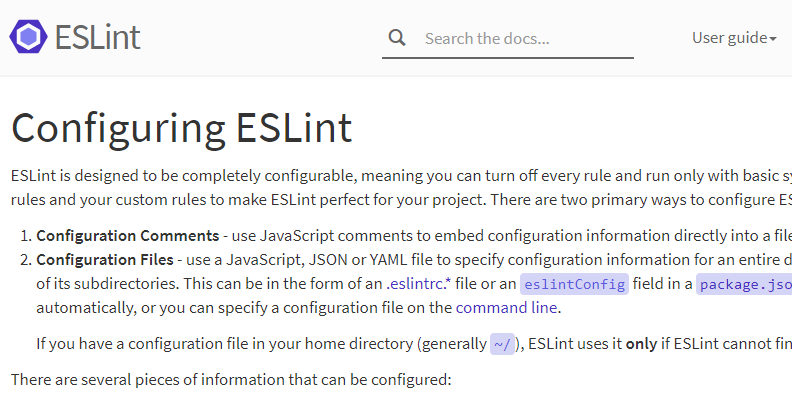 ESLint
Search the docs...
User guide
Configuring ESLint
ESLint is designed to be completely configurable, meaning you can turn off every rule and run only with basic
rules and your custom rules to make ESLint perfect for your project. There are two primary ways to configure
1. Configuration Comments - use JavaScript comments to embed configuration information directly into a
2. Configuration Files - use a JavaScript, JSON or YAML file to specify configuration information for an entire
of its subdirectories. This can be in the form of an .eslintrc.* file or an eslintConfig field in a package.jso
automatically, or you can specify a configuration file on the command line.
If you have a configuration file in your home directory (generally ~/), ESLint uses it only if ESLint cannot
There are several pieces of information that can be configured: